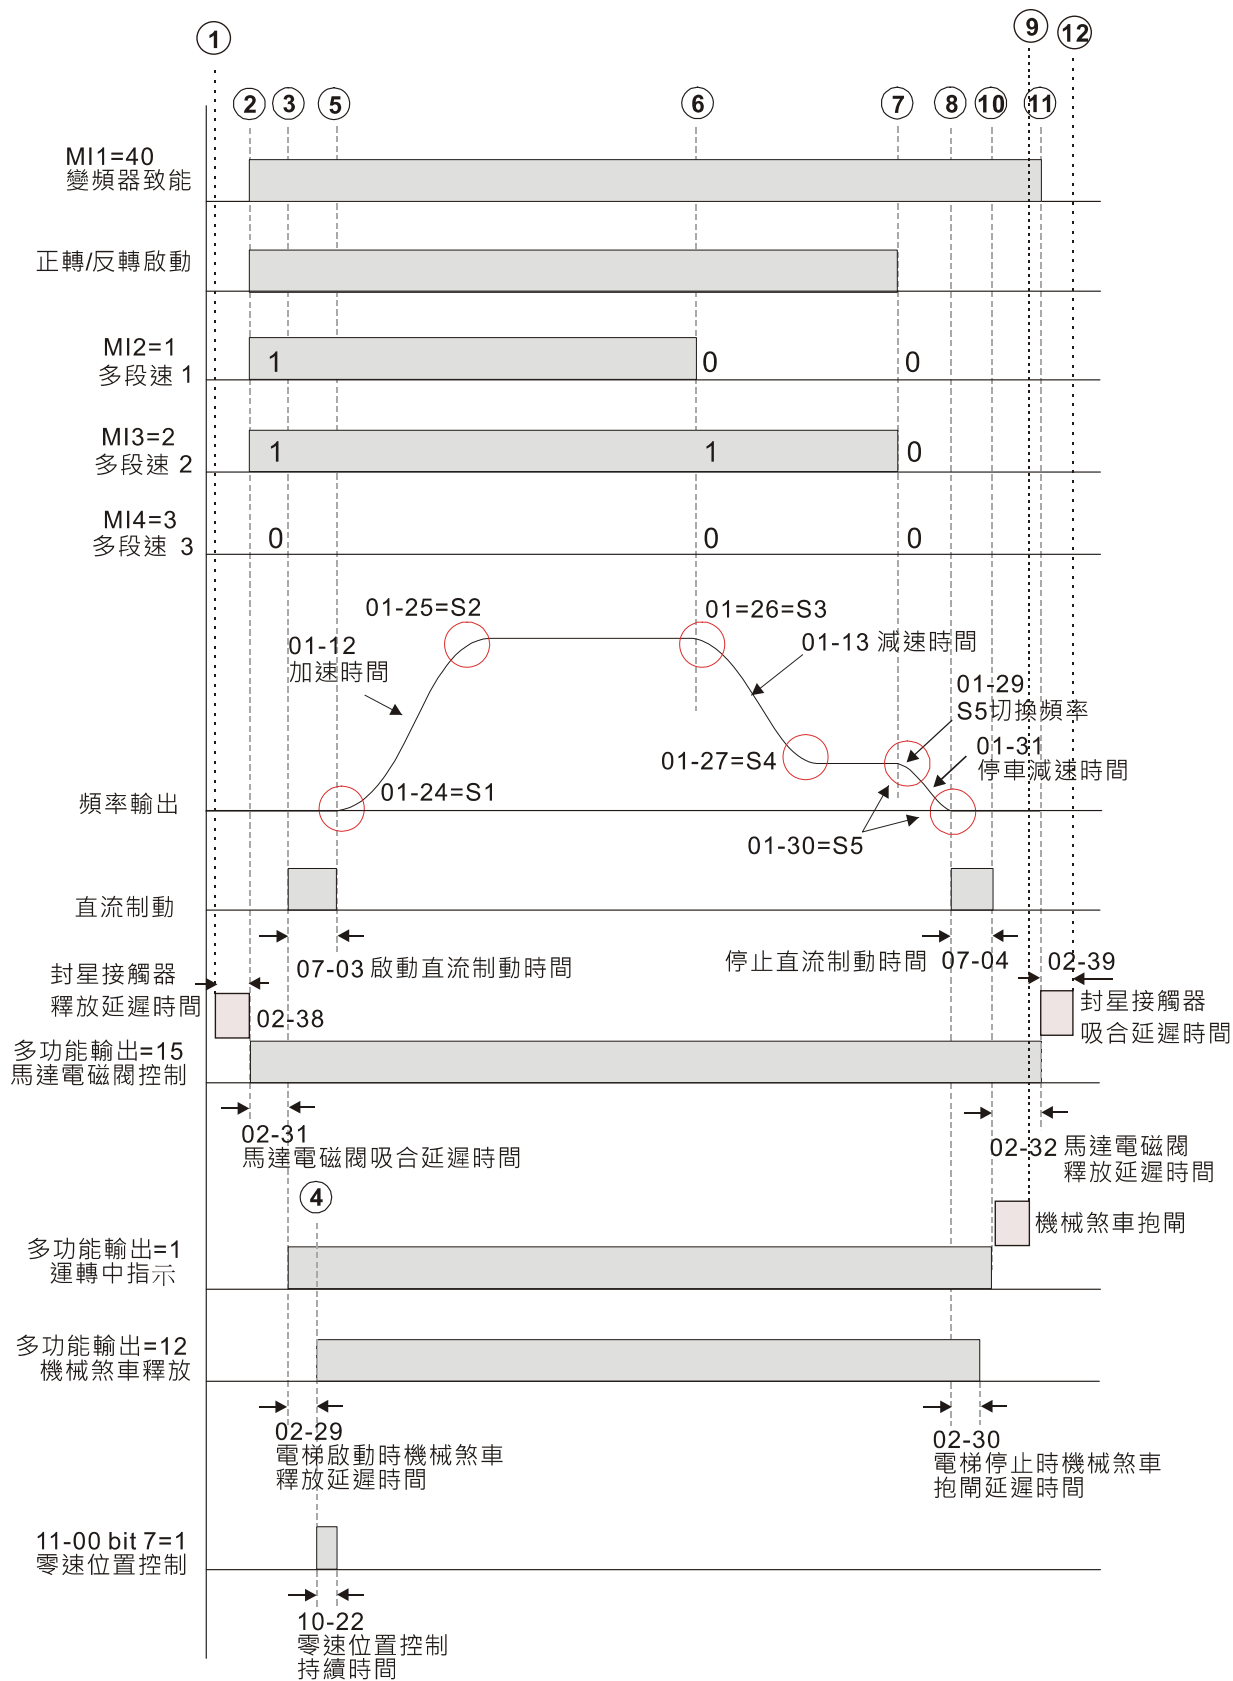 1
9
12
2
3
5
6
7
8
10
11
MI1=40
變頻器致能
正轉/反轉啟動
MI2=1
多段速 1
1
0
0
MI3=2
多段速 2
1
1
0
MI4=3
多段速 3
0
0
0
01-25=S2
01=26=S3
01-12
加速時間
01-13 減速時間
01-29
S5切換頻率
01-27=S4
01-31
停車減速時間
01-24=S1
頻率輸出
01-30=S5
直流制動
07-03 啟動直流制動時間
停止直流制動時間 07-04
02-39
封星接觸器
釋放延遲時間
02-38
封星接觸器
吸合延遲時間
多功能輸出=15
馬達電磁閥控制
02-31
馬達電磁閥吸合延遲時間
02-32 馬達電磁閥
釋放延遲時間
4
機械煞車抱閘
多功能輸出=1
運轉中指示
多功能輸出=12
機械煞車釋放
02-29
電梯啟動時機械煞車
釋放延遲時間
02-30
電梯停止時機械煞車
抱閘延遲時間
11-00 bit 7=1
零速位置控制
10-22
零速位置控制
持續時間